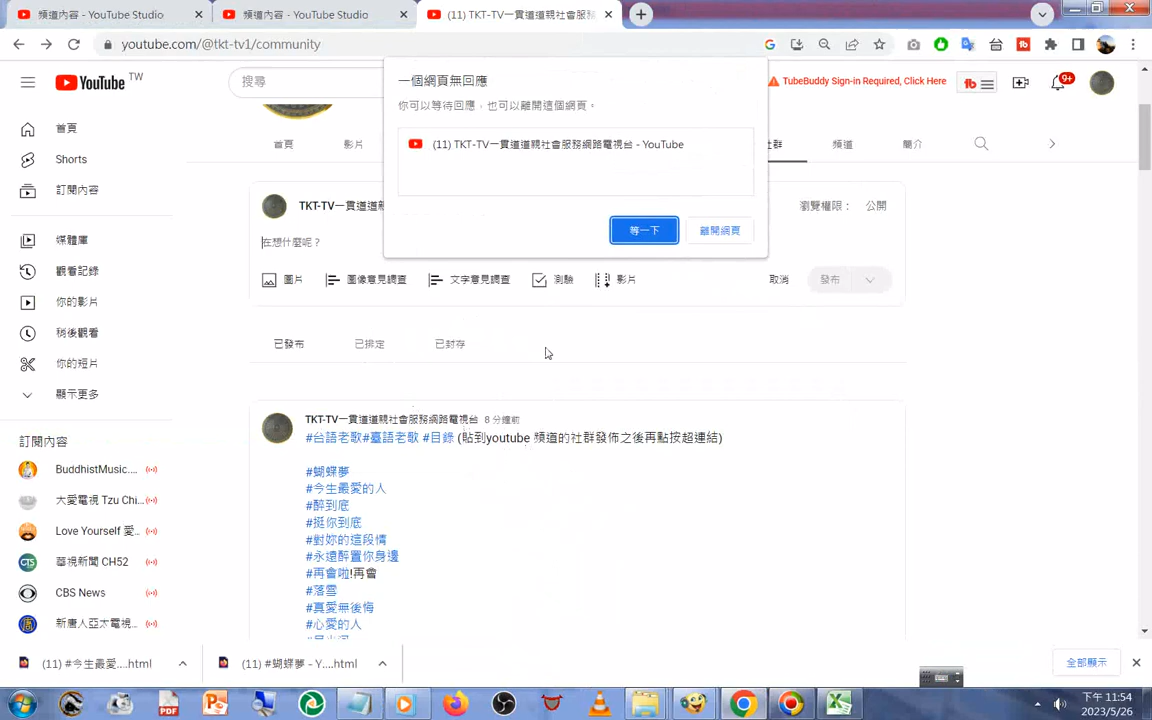 頻道內容 - YouTube Studio
頻道內容 - YouTube Studio
(11) TKT-TV一貫道道親社會服務
youtube.com/@tkt-tv1/community
YouTube TW
搜尋
TubeBuddy Sign-in Required, Click Here
9+
一個網頁無回應
你可以等待回應，也可以離開這個網頁。
(11) TKT-TV一貫道道親社會服務網路電視台 - YouTube
等一下
離開網頁
首頁
影片
社群
頻道
簡介
首頁
Shorts
訂閱內容
媒體庫
觀看記錄
你的影片
稍後觀看
你的短片
顯示更多
訂閱內容
BuddhistMusic....
大愛電視 Tzu Chi...
Love Yourself 愛...
華視新聞 CH52
CBS News
新唐人亞太電視...
TKT-TV一貫道道親
瀏覽權限： 公開
在想什麼呢？
圖片
圖像意見調查
文字意見調查
測驗
影片
取消
發布
已發布
已排定
已封存
TKT-TV一貫道道親社會服務網路電視台 8 分鐘前
#台語老歌#臺語老歌 #目錄 (貼到youtube 頻道的社群發佈之後再點按超連結)
#蝴蝶夢
#今生最愛的人
#醉到底
#挺你到底
#對妳的這段情
#永遠醉置你身邊
#再會啦!再會
#落雪
#真愛無後悔
#心愛的人
(11) #今生最愛....html
(11) #蝴蝶夢 - Y....html
全部顯示
PDF
下午 11:54
2023/5/26